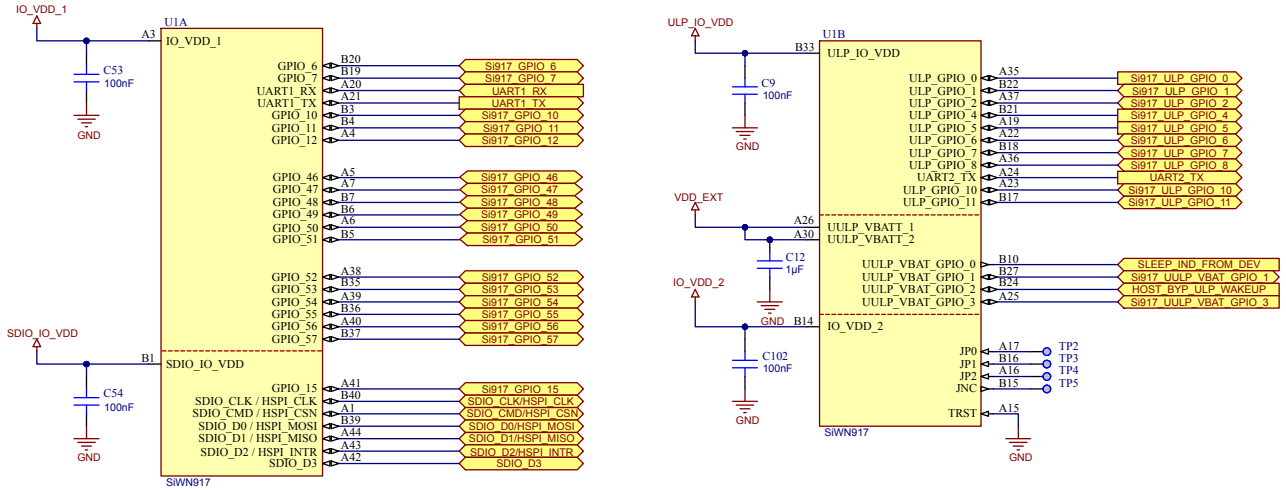 IO_VDD_1
U1A
A3 IO_VDD_1
C53
100nF
GND
GPIO_6 B20 Si917_GPIO_6
GPIO_7 B19 Si917_GPIO_7
UART1_RX A20 UART1_RX
UART1_TX A21 UART1_TX
GPIO_10 B3 Si917_GPIO_10
GPIO_11 B4 Si917_GPIO_11
GPIO_12 A4 Si917_GPIO_12
GPIO_46 A5 Si917_GPIO_46
GPIO_47 A7 Si917_GPIO_47
GPIO_48 B7 Si917_GPIO_48
GPIO_49 B6 Si917_GPIO_49
GPIO_50 A6 Si917_GPIO_50
GPIO_51 B5 Si917_GPIO_51
GPIO_52 A38 Si917_GPIO_52
GPIO_53 B35 Si917_GPIO_53
GPIO_54 A39 Si917_GPIO_54
GPIO_55 B36 Si917_GPIO_55
GPIO_56 A40 Si917_GPIO_56
GPIO_57 B37 Si917_GPIO_57
SDIO_IO_VDD
B1 SDIO_IO_VDD
C54
100nF
GND
GPIO_15 A41 Si917_GPIO_15
SDIO_CLK / HSPI_CLK B40 SDIO_CLK/HSPI_CLK
SDIO_CMD / HSPI_CSN A1 SDIO_CMD/HSPI_CSN
SDIO_D0 / HSPI_MOSI B39 SDIO_D0/HSPI_MOSI
SDIO_D1 / HSPI_MISO A44 SDIO_D1/HSPI_MISO
SDIO_D2 / HSPI_INTR A43 SDIO_D2/HSPI_INTR
SDIO_D3 A42 SDIO_D3
SiWN917
ULP_IO_VDD
U1B
B33 ULP_IO_VDD
C9
100nF
GND
ULP_GPIO_0 A35 Si917_ULP_GPIO_0
ULP_GPIO_1 B22 Si917_ULP_GPIO_1
ULP_GPIO_2 A37 Si917_ULP_GPIO_2
ULP_GPIO_4 B21 Si917_ULP_GPIO_4
ULP_GPIO_5 A19 Si917_ULP_GPIO_5
ULP_GPIO_6 A22 Si917_ULP_GPIO_6
ULP_GPIO_7 B18 Si917_ULP_GPIO_7
ULP_GPIO_8 A36 Si917_ULP_GPIO_8
UART2_TX A24 UART2_TX
ULP_GPIO_10 A23 Si917_ULP_GPIO_10
ULP_GPIO_11 B17 Si917_ULP_GPIO_11
VDD_EXT
A26 UULP_VBATT_1
A30 UULP_VBATT_2
C12
1µF
GND
UULP_VBAT_GPIO_0 B10 SLEEP_IND_FROM_DEV
UULP_VBAT_GPIO_1 B27 Si917_UULP_VBAT_GPIO_1
UULP_VBAT_GPIO_2 B24 HOST_BYP_ULP_WAKEUP
UULP_VBAT_GPIO_3 A25 Si917_UULP_VBAT_GPIO_3
IO_VDD_2
B14 IO_VDD_2
C102
100nF
GND
JP0 A17 TP2
JP1 B16 TP3
JP2 A16 TP4
JNC B15 TP5
TRST A15
GND
SiWN917